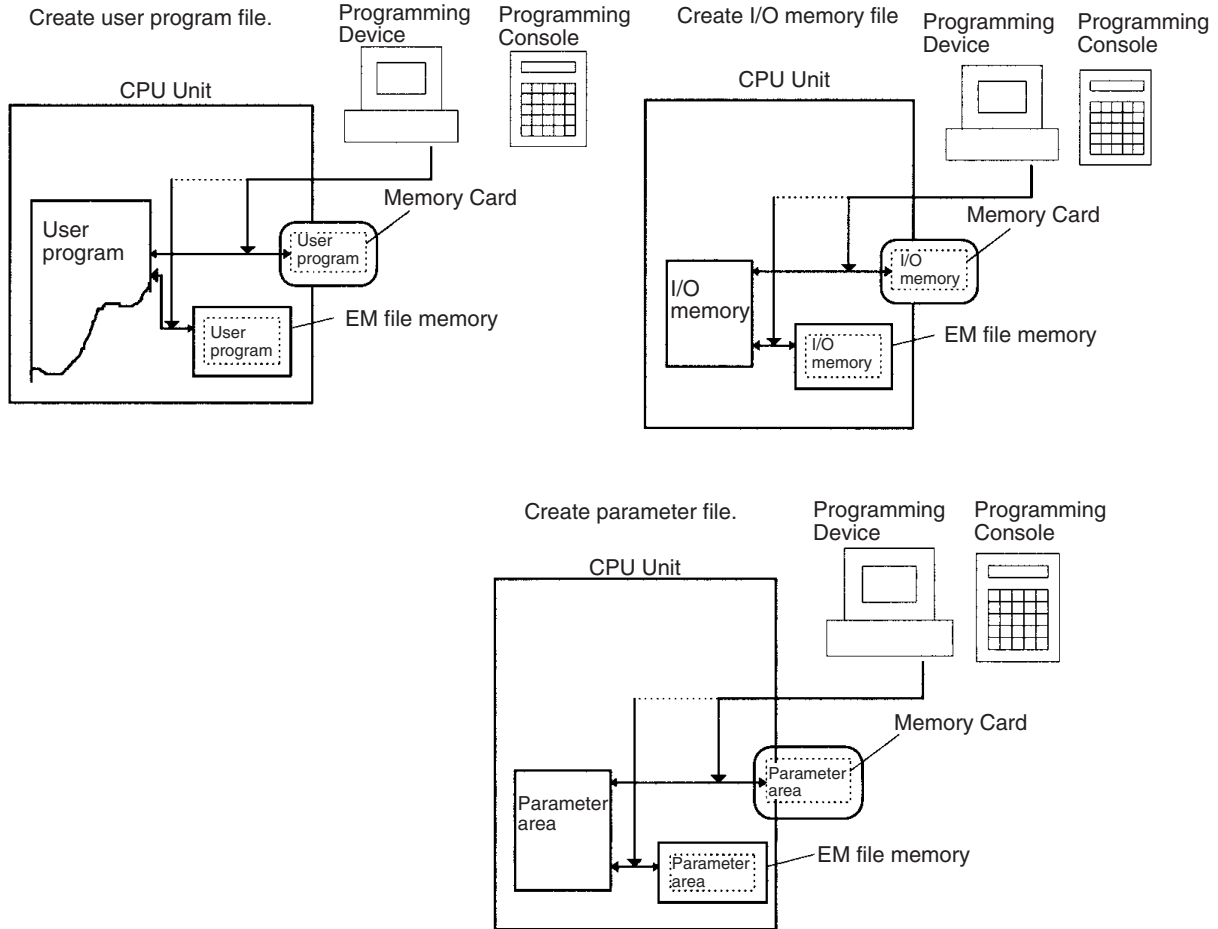 Create user program file.
Programming
Device
Programming
Console
CPU Unit
Memory Card
User
program
User
program
EM file memory
User
program
Create I/O memory file
Programming
Device
Programming
Console
CPU Unit
Memory Card
I/O
memory
I/O
memory
EM file memory
I/O
memory
Create parameter file.
Programming
Device
Programming
Console
CPU Unit
Memory Card
Parameter
area
Parameter
area
EM file memory
Parameter
area